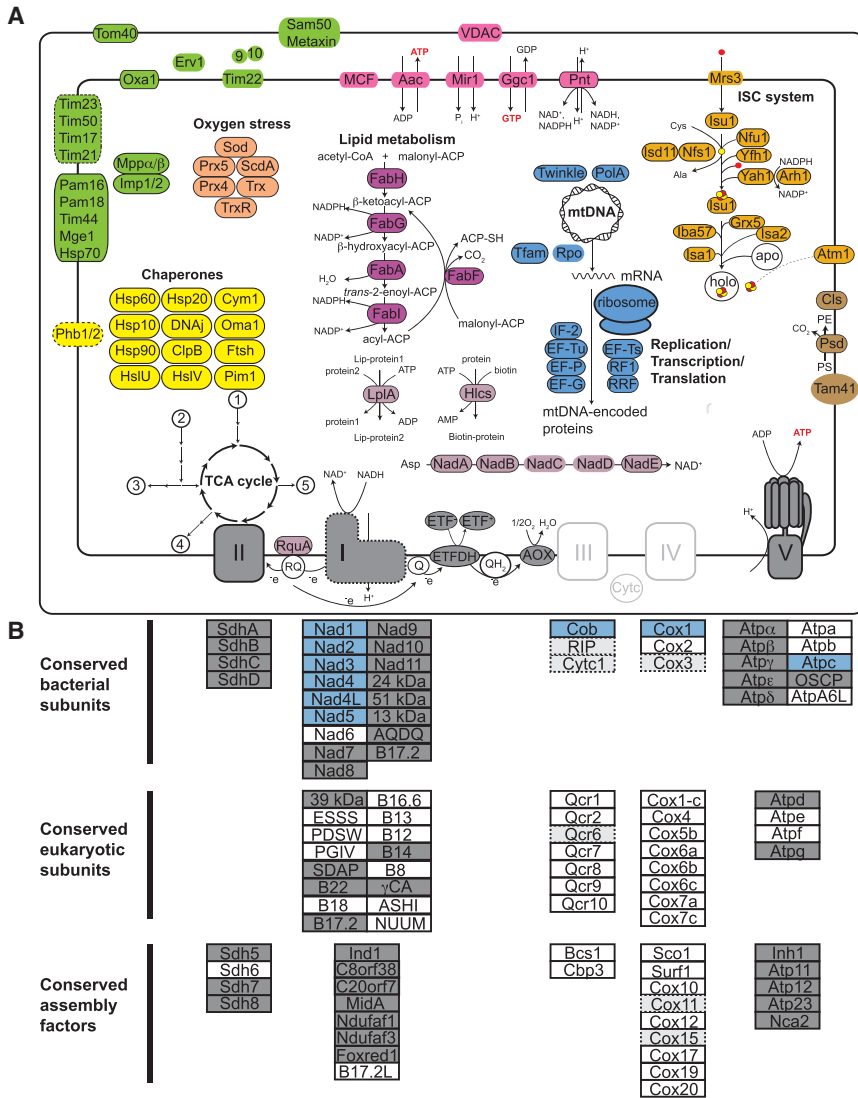 A
Tom40
Sam50
Metaxin
VDAC
Erv1
9
10
Oxa1
Tim22
MCF
Aac
Mir1
Ggc1
Pnt
Mrs3
ATP
GDP
H⁺
ADP
Pᵢ
H⁺
GTP
NAD⁺,
NADPH
H⁺
NADH,
NADP⁺
ISC system
Tim23
Tim50
Tim17
Tim21
Mppα/β
Imp1/2
Pam16
Pam18
Tim44
Mge1
Hsp70
Oxygen stress
Sod
Prx5
ScdA
Prx4
Trx
TrxR
Lipid metabolism
acetyl-CoA + malonyl-ACP
FabH
β-ketoacyl-ACP
NADPH
FabG
NADP⁺
β-hydroxyacyl-ACP
FabA
H₂O
trans-2-enoyl-ACP
NADPH
FabI
NADP⁺
acyl-ACP
ACP-SH
CO₂
FabF
malonyl-ACP
Twinkle
PolA
mtDNA
Tfam
Rpo
mRNA
ribosome
IF-2
EF-Tu
EF-P
EF-G
EF-Ts
RF1
RRF
Replication/
Transcription/
Translation
mtDNA-encoded
proteins
Isu1
Cys
Nfu1
Isd11
Nfs1
Yfh1
NADPH
Ala
Yah1
Arh1
NADP⁺
Isu1
Iba57
Grx5
Isa2
Isa1
apo
holo
Atm1
Cls
PE
CO₂
Psd
PS
Tam41
Chaperones
Hsp60
Hsp20
Cym1
Hsp10
DNAj
Oma1
Hsp90
ClpB
Ftsh
HslU
HslV
Pim1
Phb1/2
Lip-protein1
protein2
ATP
LplA
protein1
ADP
Lip-protein2
protein
ATP
biotin
Hlcs
AMP
Biotin-protein
Asp
NadA
NadB
NadC
NadD
NadE
NAD⁺
1
2
3
TCA cycle
5
4
NAD⁺
NADH
II
RquA
RQ
-e
-e
I
H⁺
-e
Q
-e
ETF
ETF⁺
ETFDH
QH₂
-e
1/2O₂
H₂O
AOX
III
Cytc
IV
ADP
ATP
H⁺
V
B
Conserved
bacterial
subunits
SdhA
SdhB
SdhC
SdhD
Nad1 Nad9
Nad2 Nad10
Nad3 Nad11
Nad4 24 kDa
Nad4L 51 kDa
Nad5 13 kDa
Nad6 AQDQ
Nad7 B17.2
Nad8
Cob
RIP
Cytc1
Cox1
Cox2
Cox3
Atpα Atpa
Atpβ Atpb
Atpγ Atpc
Atpε OSCP
Atpδ AtpA6L
Conserved
eukaryotic
subunits
39 kDa B16.6
ESSS B13
PDSW B12
PGIV B14
SDAP B8
B22 γCA
B18 ASHI
B17.2 NUUM
Qcr1
Qcr2
Qcr6
Qcr7
Qcr8
Qcr9
Qcr10
Cox1-c
Cox4
Cox5b
Cox6a
Cox6b
Cox6c
Cox7a
Cox7c
Atpd
Atpe
Atpf
Atpg
Conserved
assembly
factors
Sdh5
Sdh6
Sdh7
Sdh8
Ind1
C8orf38
C20orf7
MidA
Ndufaf1
Ndufaf3
Foxred1
B17.2L
Bcs1
Cbp3
Sco1
Surf1
Cox10
Cox11
Cox12
Cox15
Cox17
Cox19
Cox20
Inh1
Atp11
Atp12
Atp23
Nca2